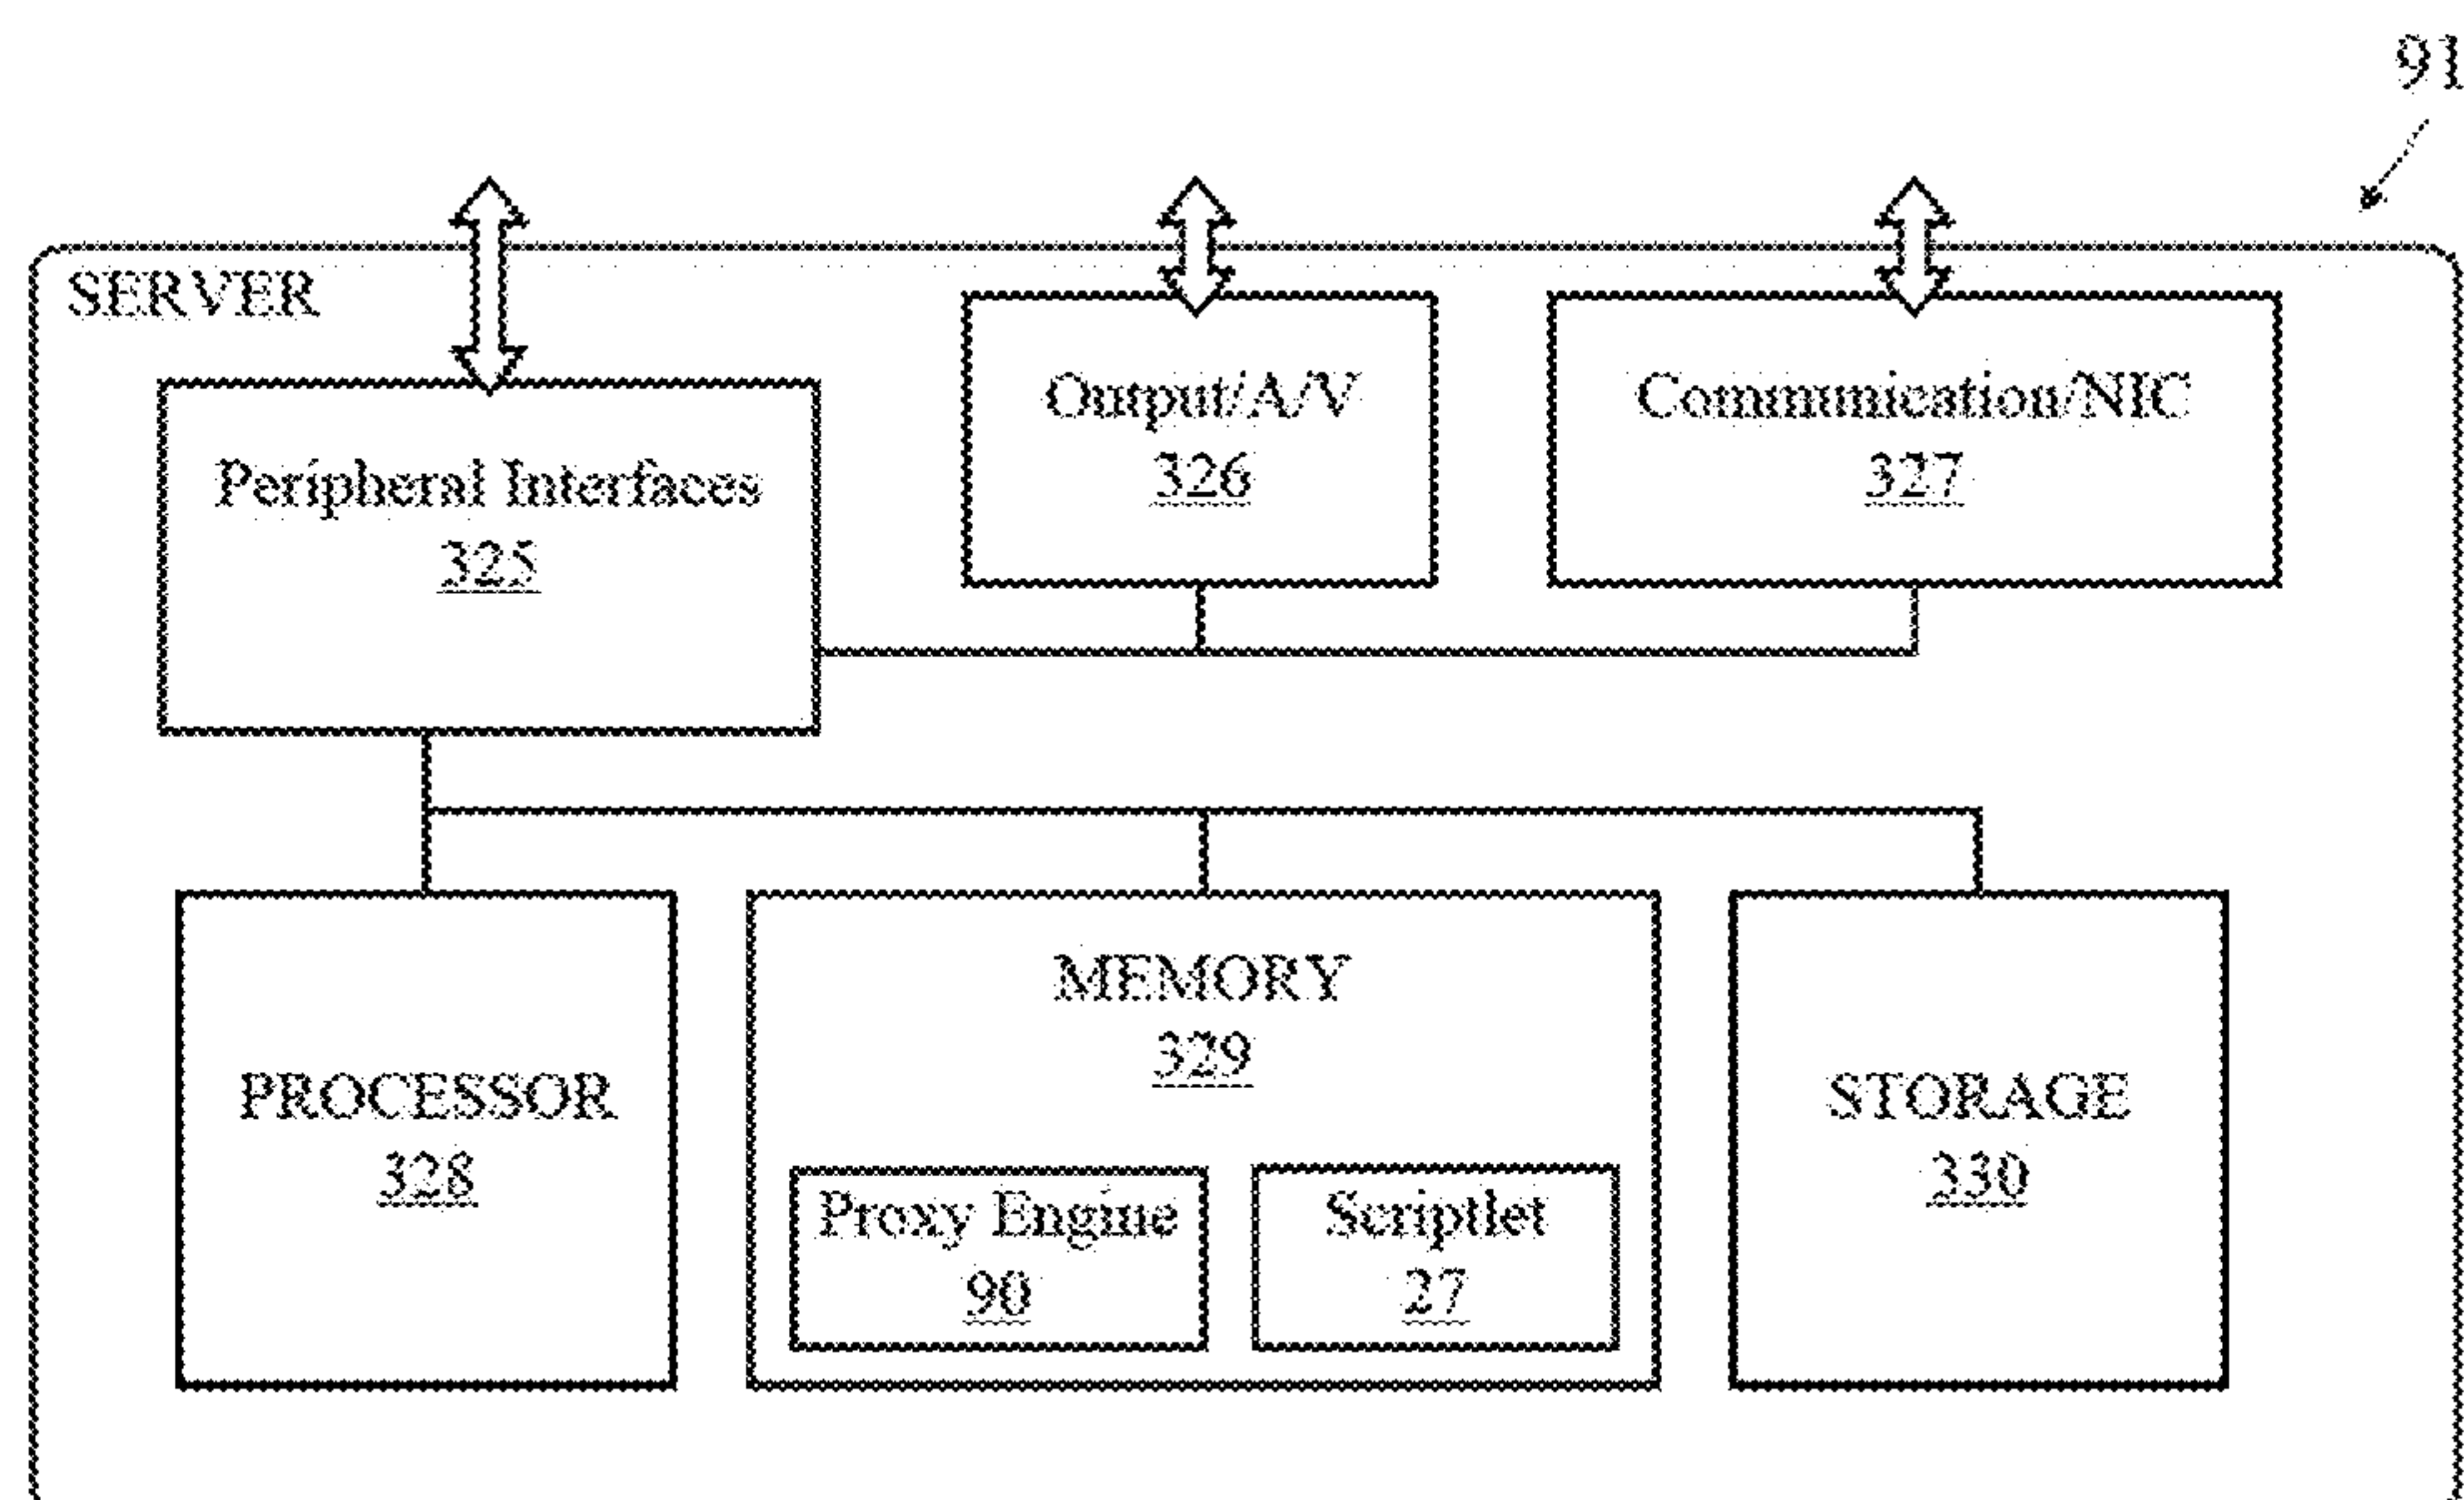 91
SERVER
Peripheral Interfaces
325
Output/A/V
326
Communication/NIC
327
PROCESSOR
328
MEMORY
329
Proxy Engine
90
Scriptlet
27
STORAGE
330